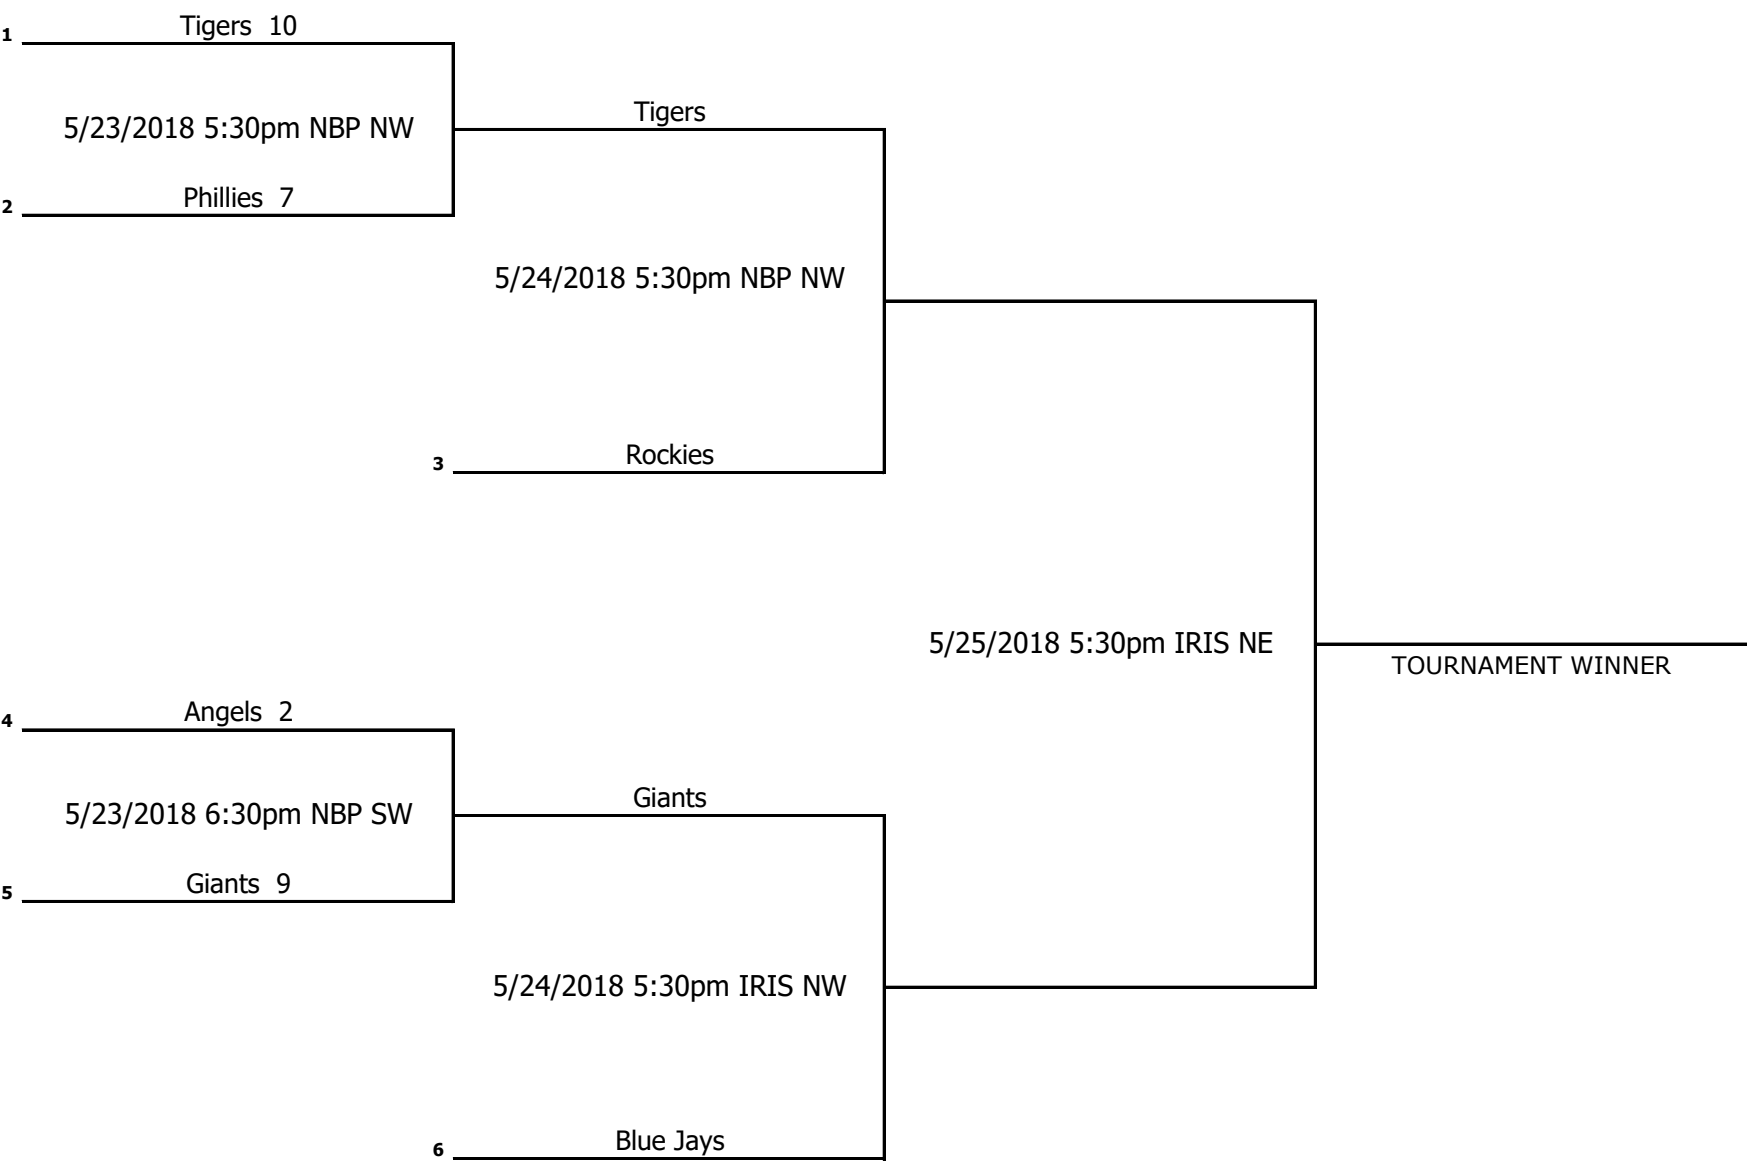 1 Tigers 10
5/23/2018 5:30pm NBP NW
Tigers
2 Phillies 7
5/24/2018 5:30pm NBP NW
3 Rockies
5/25/2018 5:30pm IRIS NE
TOURNAMENT WINNER
4 Angels 2
5/23/2018 6:30pm NBP SW
Giants
5 Giants 9
5/24/2018 5:30pm IRIS NW
6 Blue Jays